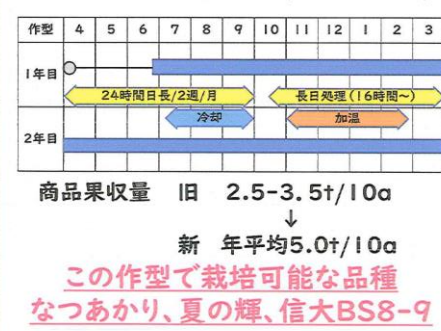 作型 4 5 6 7 8 9 10 11 12 1 2 3
1年目
24時間日長/2週/月 長日処理(16時間~)
冷却 加温
2年目
商品果収量 旧 2.5-3.5t/10a
↓
新 年平均5.0t/10a
この作型で栽培可能な品種
なつあかり、夏の輝、信大BS8-9